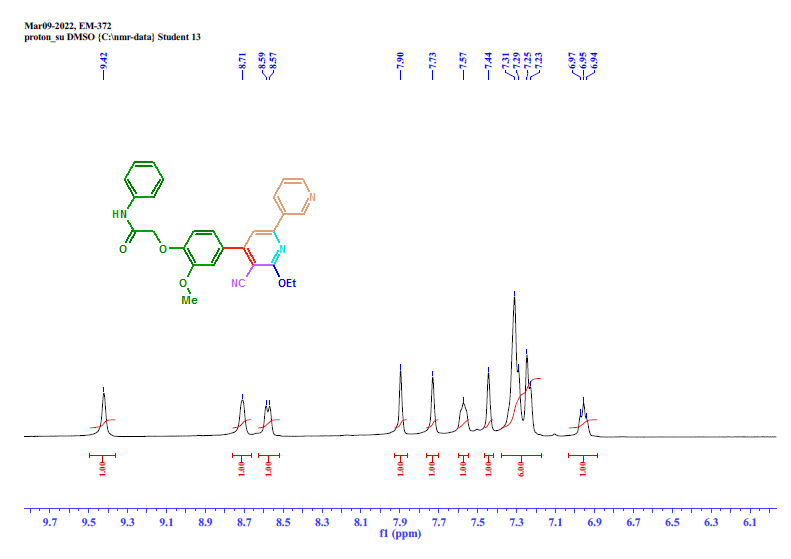 Mar09-2022, EM-372
proton_su DMSO {C:\nmr-data} Student 13
9.42 8.71 8.59 8.57 7.90 7.73 7.57 7.44 7.31 7.29 7.25 7.23 6.97 6.95 6.94
HN
O
O
O
Me
NC
N
N
OEt
1.00 1.00 1.00 1.00 1.00 1.00 1.00 6.00 1.00
9.7 9.5 9.3 9.1 8.9 8.7 8.5 8.3 8.1 7.9 7.7 7.5 7.3 7.1 6.9 6.7 6.5 6.3 6.1
f1 (ppm)